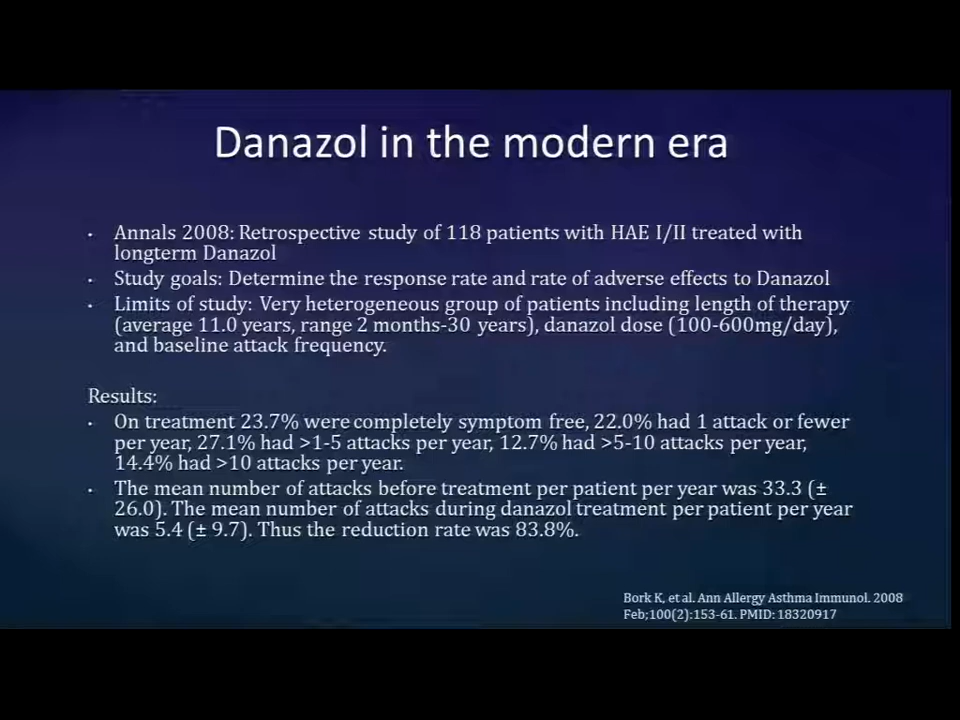 Danazol in the modern era
• Annals 2008: Retrospective study of 118 patients with HAE I/II treated with
longterm Danazol
• Study goals: Determine the response rate and rate of adverse effects to Danazol
• Limits of study: Very heterogeneous group of patients including length of therapy
(average 11.0 years, range 2 months-30 years), danazol dose (100-600mg/day),
and baseline attack frequency.
Results:
• On treatment 23.7% were completely symptom free, 22.0% had 1 attack or fewer
per year, 27.1% had >1-5 attacks per year, 12.7% had >5-10 attacks per year,
14.4% had >10 attacks per year.
• The mean number of attacks before treatment per patient per year was 33.3 (±
26.0). The mean number of attacks during danazol treatment per patient per year
was 5.4 (± 9.7). Thus the reduction rate was 83.8%.
Bork K, et al. Ann Allergy Asthma Immunol. 2008
Feb;100(2):153-61. PMID: 18320917